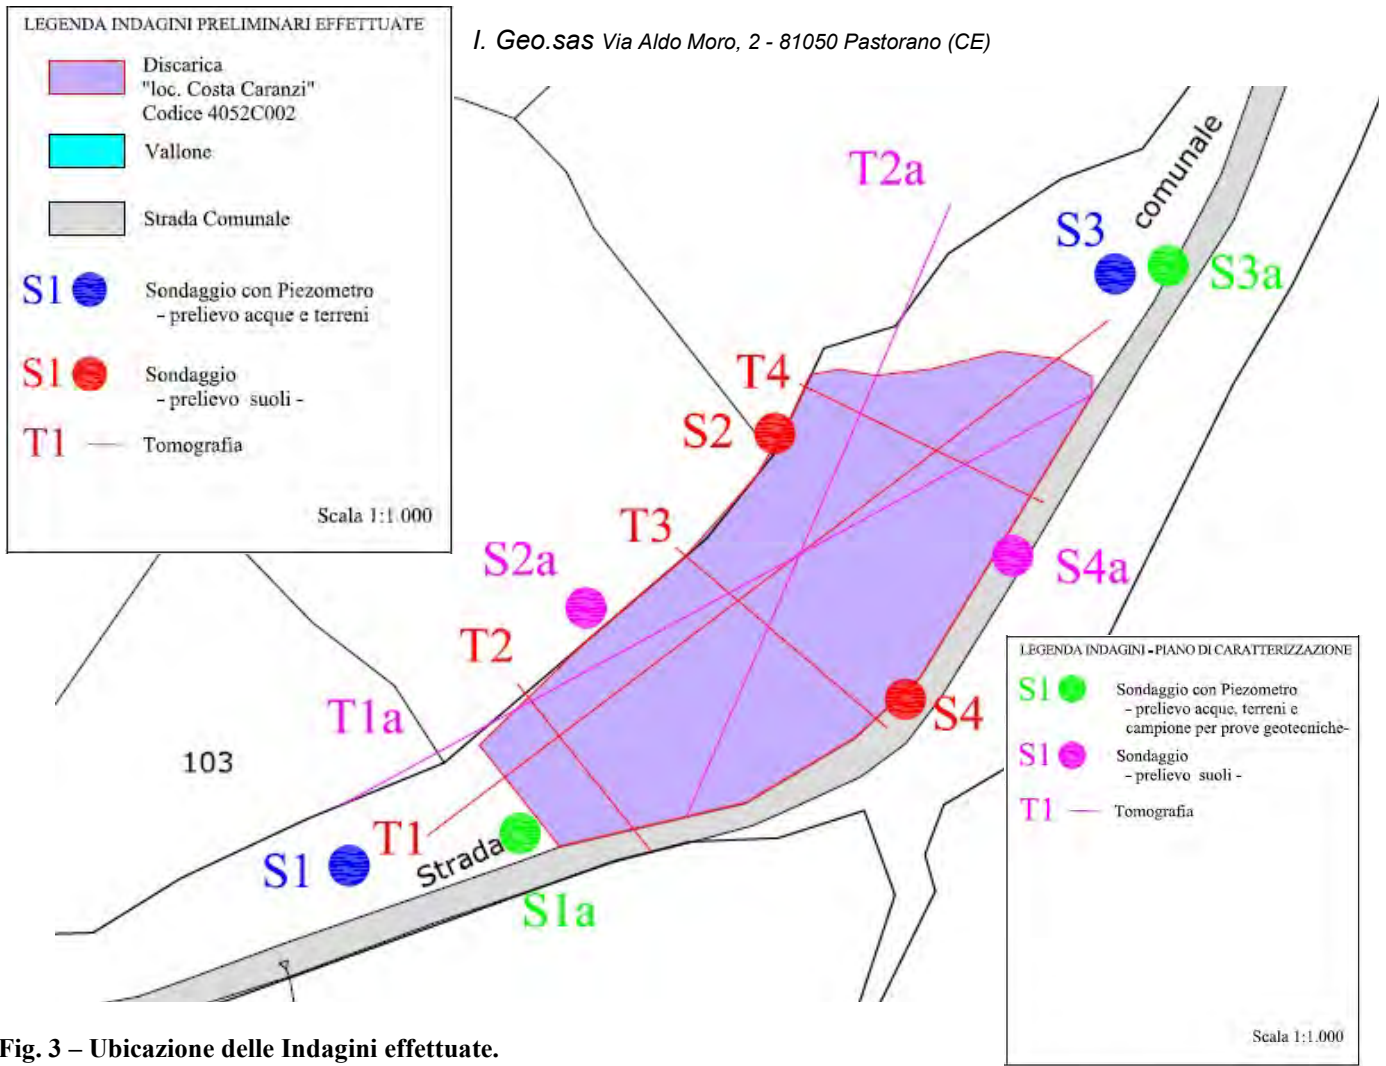 I. Geo.sas Via Aldo Moro, 2 - 81050 Pastorano (CE)
LEGENDA INDAGINI PRELIMINARI EFFETTUATE
Discarica
"loc. Costa Caranzi"
Codice 4052C002
Vallone
Strada Comunale
S1 Sondaggio con Piezometro
- prelievo acque e terreni
S1 Sondaggio
- prelievo suoli -
T1 Tomografia
Scala 1:1.000
T2a
comunale
S3
S3a
T4
S2
T3
S2a
S4a
T2
T1a
S4
103
T1
Strada
S1
S1a
LEGENDA INDAGINI - PIANO DI CARATTERIZZAZIONE
S1 Sondaggio con Piezometro
- prelievo acque, terreni e
campione per prove geotecniche-
S1 Sondaggio
- prelievo suoli -
T1 Tomografia
Scala 1:1.000
Fig. 3 – Ubicazione delle Indagini effettuate.